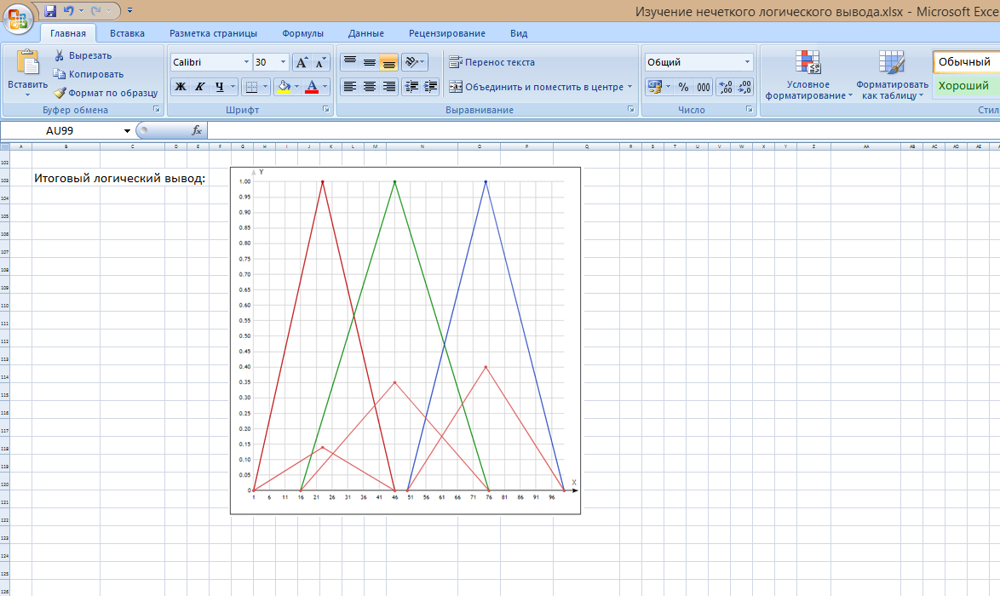 Изучение нечеткого логического вывода.xlsx - Microsoft Exce
Главная Вставка Разметка страницы Формулы Данные Рецензирование Вид
Вставить
Вырезать
Копировать
Формат по образцу
Буфер обмена
Calibri 30
Ж К Ч
Шрифт
Перенос текста
Объединить и поместить в центре
Выравнивание
Общий
% 000
Число
Условное форматирование
Форматировать как таблицу
Обычный
Хороший
Стил
AU99
fx
A B C D E F G H I J K L M N O P Q R S T U V W X Y Z AA AB AC AD AE
102
103
104
105
106
107
108
109
110
111
112
113
114
115
116
117
118
119
120
121
122
123
124
125
126
Итоговый логический вывод:
Y
1.00
0.95
0.90
0.85
0.80
0.75
0.70
0.65
0.60
0.55
0.50
0.45
0.40
0.35
0.30
0.25
0.20
0.15
0.10
0.05
0
X
1 6 11 16 21 26 31 36 41 46 51 56 61 66 71 76 81 86 91 96